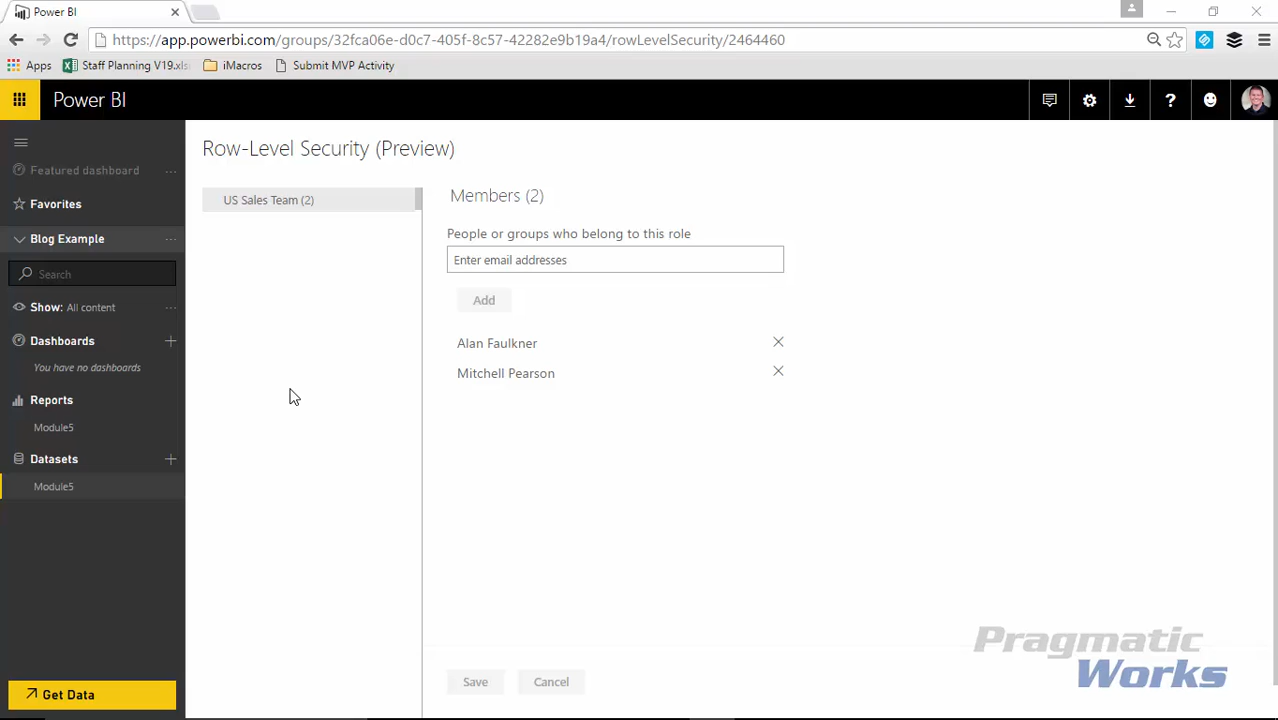 Power BI
https://app.powerbi.com/groups/32fca06e-d0c7-405f-8c57-42282e9b19a4/rowLevelSecurity/2464460
Apps Staff Planning V19.xls iMacros Submit MVP Activity
Power BI
Row-Level Security (Preview)
Featured dashboard
Favorites
Blog Example
Search
Show: All content
Dashboards
You have no dashboards
Reports
Module5
Datasets
Module5
Get Data
US Sales Team (2)
Members (2)
People or groups who belong to this role
Enter email addresses
Add
Alan Faulkner
Mitchell Pearson
Save Cancel
Pragmatic
Works